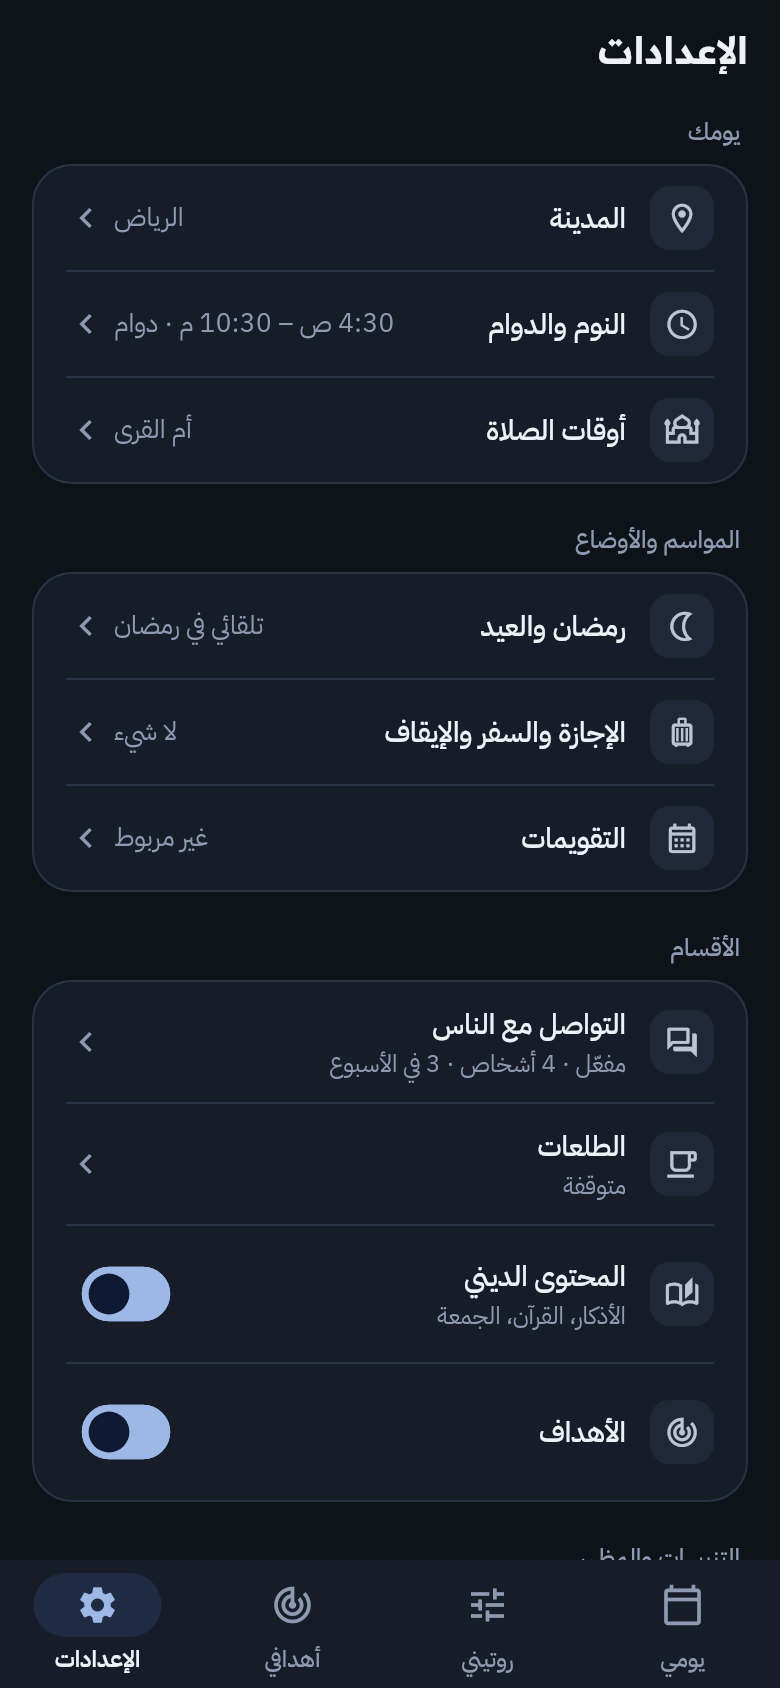 الإعدادات
يومك
المدينة الرياض
النوم والدوام 4:30 ص – 10:30 م · دوام
أوقات الصلاة أم القرى
المواسم والأوضاع
رمضان والعيد تلقائي في رمضان
الإجازة والسفر والإيقاف لا شيء
التقويمات غير مربوط
الأقسام
التواصل مع الناس
مفعّل · 4 أشخاص · 3 في الأسبوع
الطلعات
متوقفة
المحتوى الديني
الأذكار، القرآن، الجمعة
الأهداف
يومي روتيني أهدافي الإعدادات